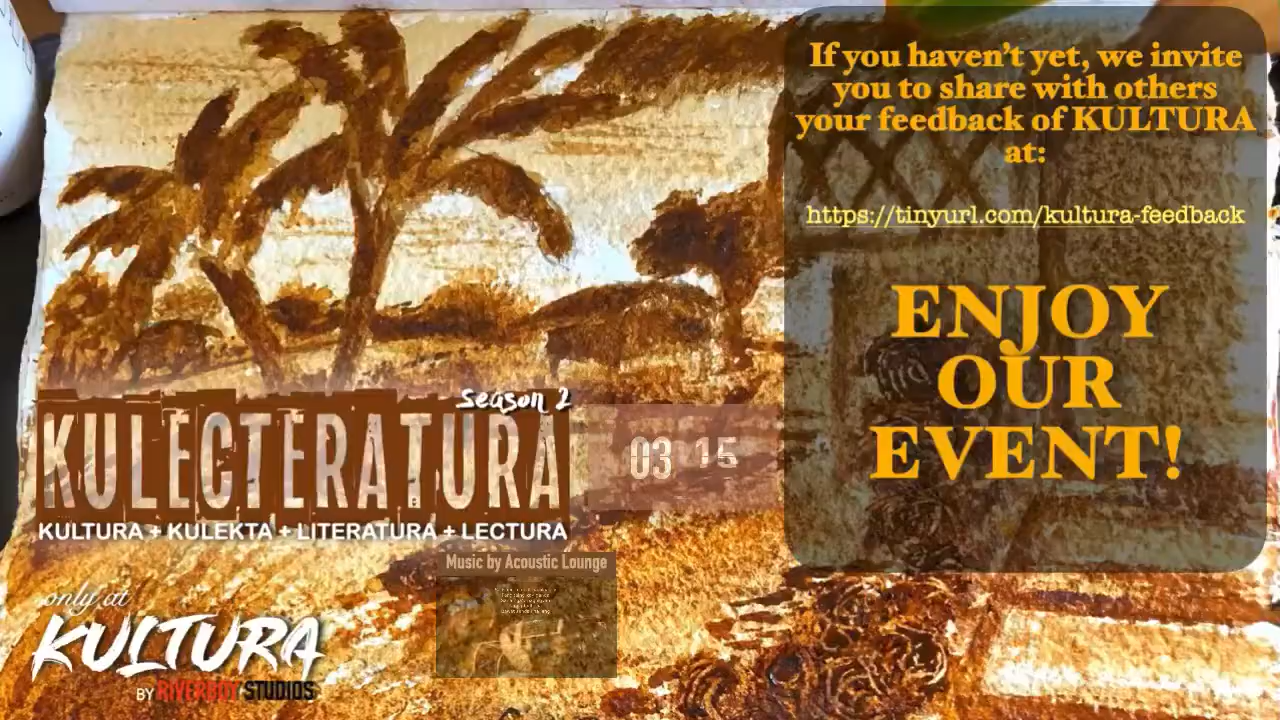 If you haven't yet, we invite
you to share with others
your feedback of KULTURA
at:
https://tinyurl.com/kultura-feedback
ENJOY
OUR
EVENT!
season 2
KULECTERATURA
03 15
KULTURA + KULEKTA + LITERATURA + LECTURA
Music by Acoustic Lounge
only at
KULTURA
BY RIVERBOY STUDIOS